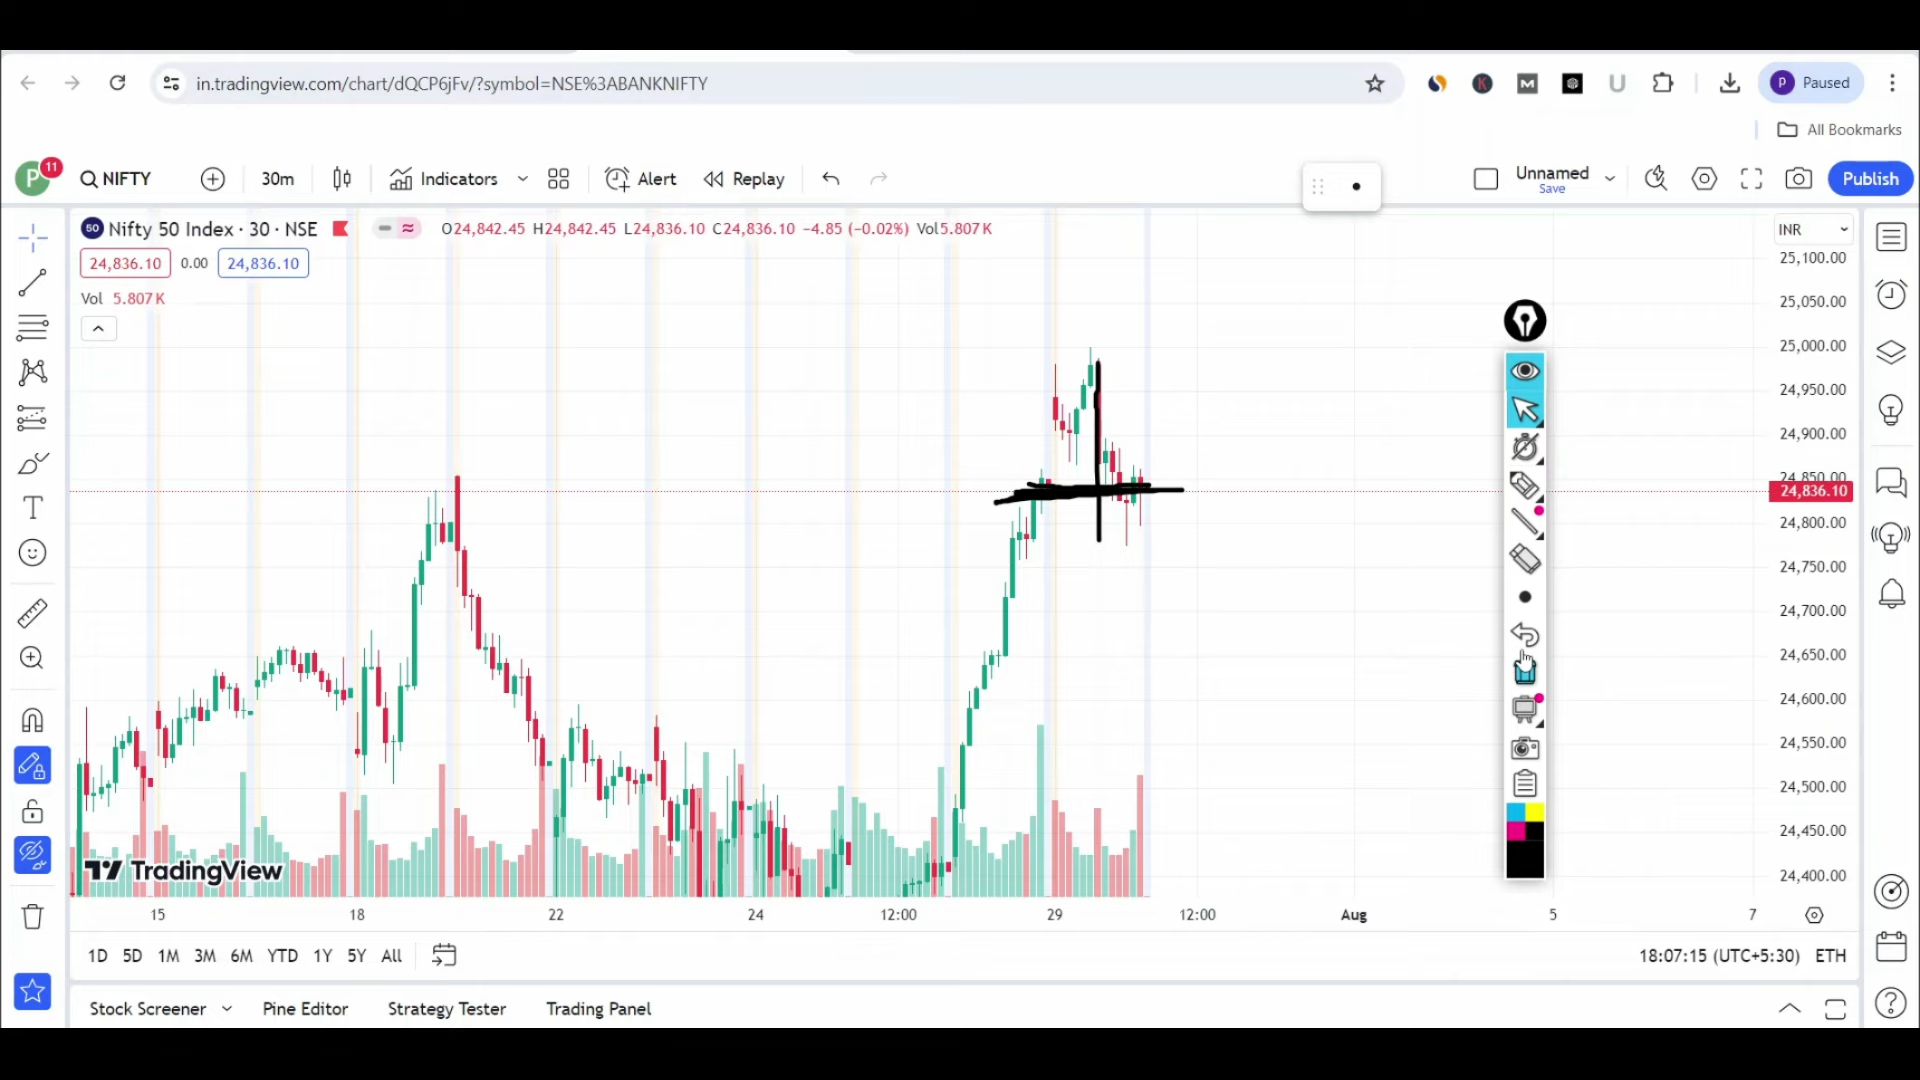 in.tradingview.com/chart/dQCP6jFv/?symbol=NSE%3ABANKNIFTY
K
M
U
P Paused
All Bookmarks
P 11
NIFTY
30m
Indicators
Alert
Replay
Unnamed
Save
Publish
50 Nifty 50 Index · 30 · NSE
O24,842.45 H24,842.45 L24,836.10 C24,836.10 −4.85 (−0.02%) Vol5.807 K
INR
24,836.10 0.00 24,836.10
Vol 5.807 K
25,100.00
25,050.00
25,000.00
24,950.00
24,900.00
24,850.00
24,836.10
24,800.00
24,750.00
24,700.00
24,650.00
24,600.00
24,550.00
24,500.00
24,450.00
24,400.00
TradingView
15 18 22 24 12:00 29 12:00 Aug 5 7
1D 5D 1M 3M 6M YTD 1Y 5Y All
18:07:15 (UTC+5:30) ETH
Stock Screener Pine Editor Strategy Tester Trading Panel